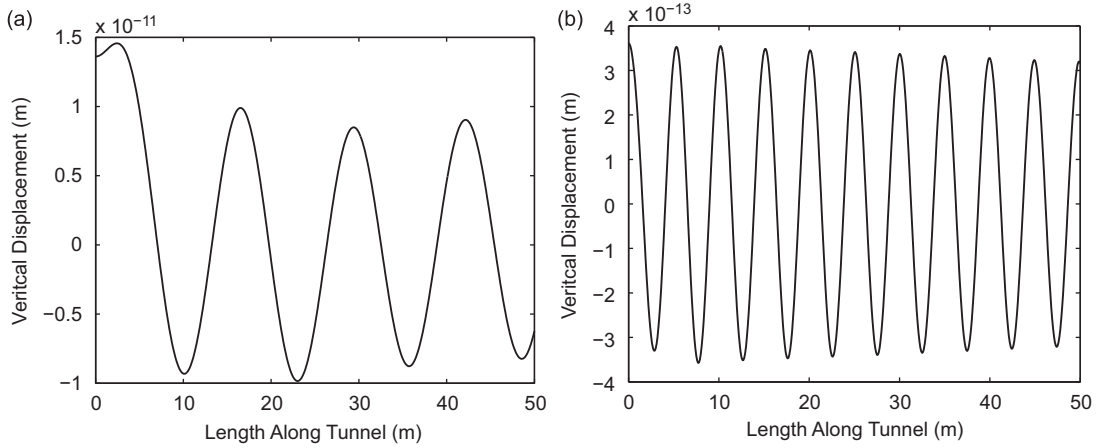 (a)
x 10⁻¹¹
1.5
1
0.5
0
−0.5
−1
0 10 20 30 40 50
Veritcal Displacement (m)
Length Along Tunnel (m)
(b)
x 10⁻¹³
4
3
2
1
0
−1
−2
−3
−4
0 10 20 30 40 50
Veritcal Displacement (m)
Length Along Tunnel (m)